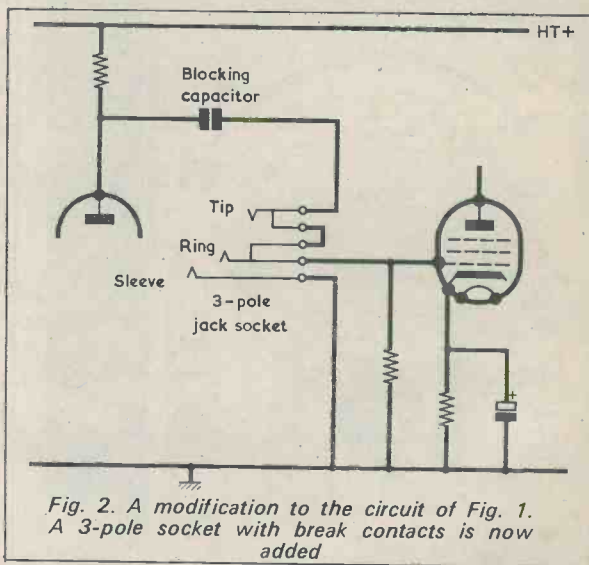 HT+
Blocking
capacitor
Tip
Ring
Sleeve
3-pole
jack socket
+
Fig. 2. A modification to the circuit of Fig. 1.
A 3-pole socket with break contacts is now
added